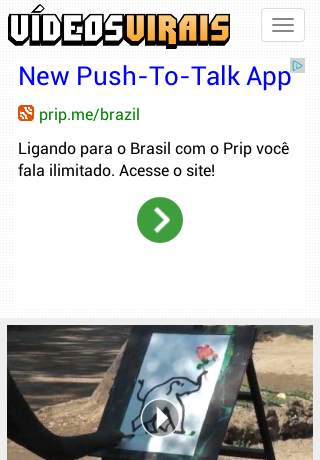 VÍDEOSVIRAIS
New Push-To-Talk App
prip.me/brazil
Ligando para o Brasil com o Prip você
fala ilimitado. Acesse o site!